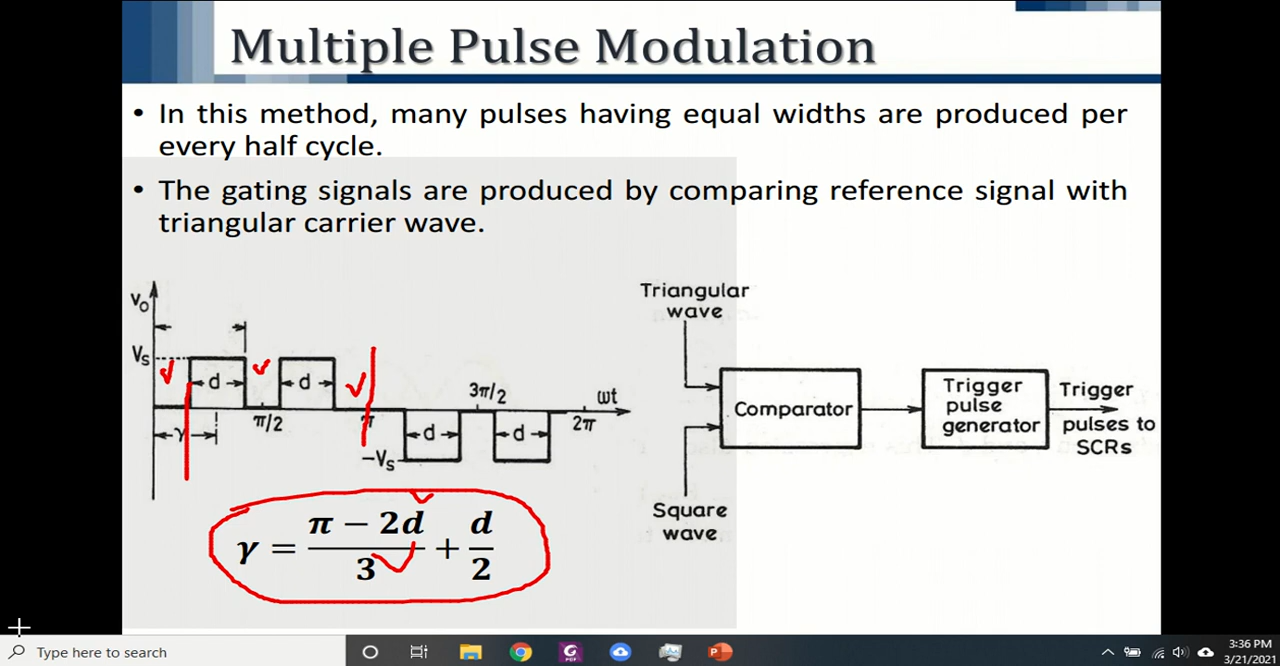 Multiple Pulse Modulation
• In this method, many pulses having equal widths are produced per
every half cycle.
• The gating signals are produced by comparing reference signal with
triangular carrier wave.
v₀
Vₛ
d
d
π/2
π
γ
3π/2
ωt
2π
d
d
−Vₛ
γ = (π − 2d)/3 + d/2
Triangular
wave
Comparator
Square
wave
Trigger
pulse
generator
Trigger
pulses to
SCRs
Type here to search
3:36 PM
3/21/2021